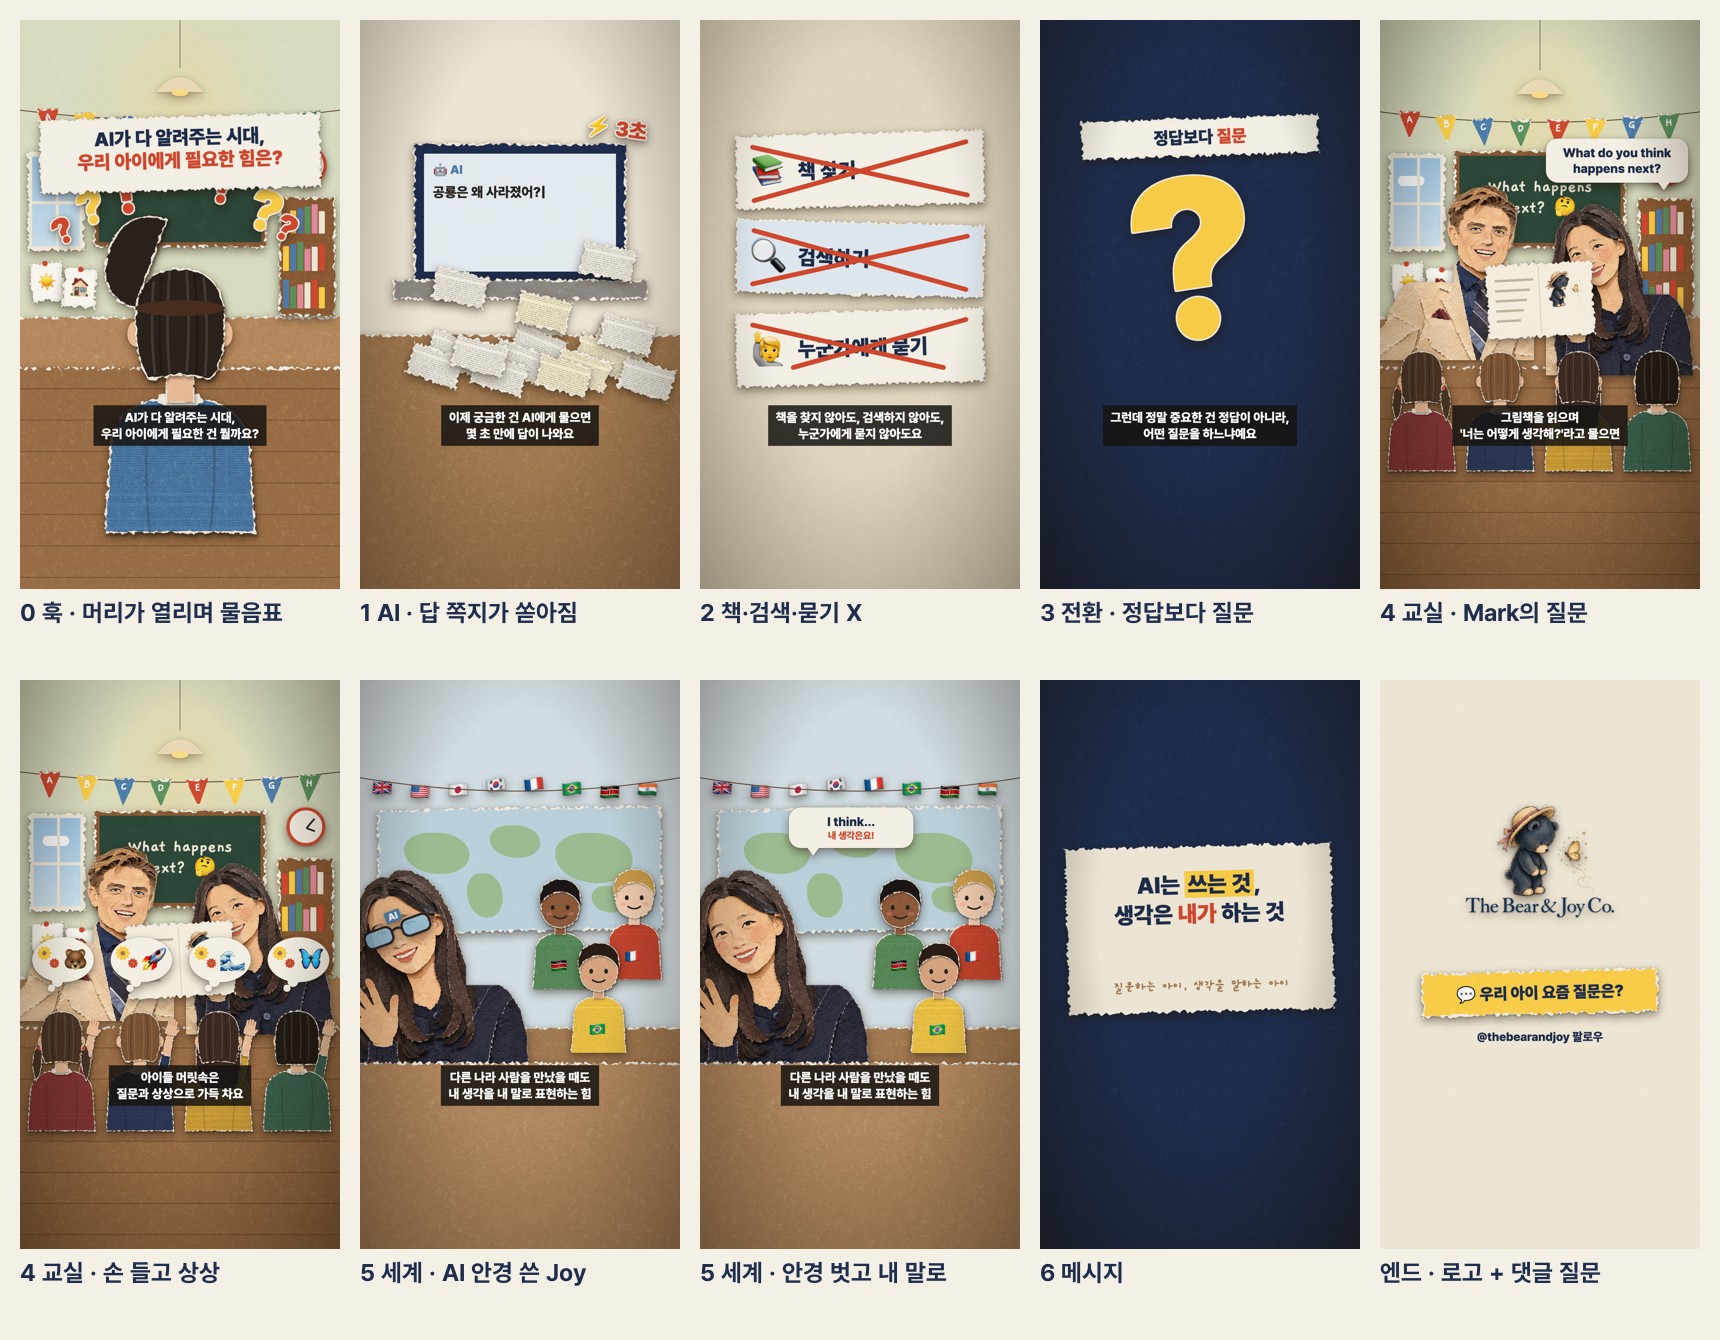 AI가 다 알려주는 시대,
우리 아이에게 필요한 힘은?
AI가 다 알려주는 시대,
우리 아이에게 필요한 건 뭘까요?
0 훅 · 머리가 열리며 물음표
⚡ 3초
🤖 AI
공룡은 왜 사라졌어?|
이제 궁금한 건 AI에게 물으면
몇 초 만에 답이 나와요
1 AI · 답 쪽지가 쏟아짐
책 찾기
검색하기
누군가에게 묻기
책을 찾지 않아도, 검색하지 않아도,
누군가에게 묻지 않아도요
2 책·검색·묻기 X
정답보다 질문
?
그런데 정말 중요한 건 정답이 아니라,
어떤 질문을 하느냐예요
3 전환 · 정답보다 질문
A B C D E F G H
What do you think
happens next?
What happens
ext? 🤔
그림책을 읽으며
'너는 어떻게 생각해?'라고 물으면
4 교실 · Mark의 질문
A B C D E F G H
What happens
ext? 🤔
아이들 머릿속은
질문과 상상으로 가득 차요
4 교실 · 손 들고 상상
AI
다른 나라 사람을 만났을 때도
내 생각을 내 말로 표현하는 힘
5 세계 · AI 안경 쓴 Joy
I think...
내 생각은요!
다른 나라 사람을 만났을 때도
내 생각을 내 말로 표현하는 힘
5 세계 · 안경 벗고 내 말로
AI는 쓰는 것,
생각은 내가 하는 것
질문하는 아이, 생각을 말하는 아이
6 메시지
The Bear & Joy Co.
💬 우리 아이 요즘 질문은?
@thebearandjoy 팔로우
엔드 · 로고 + 댓글 질문